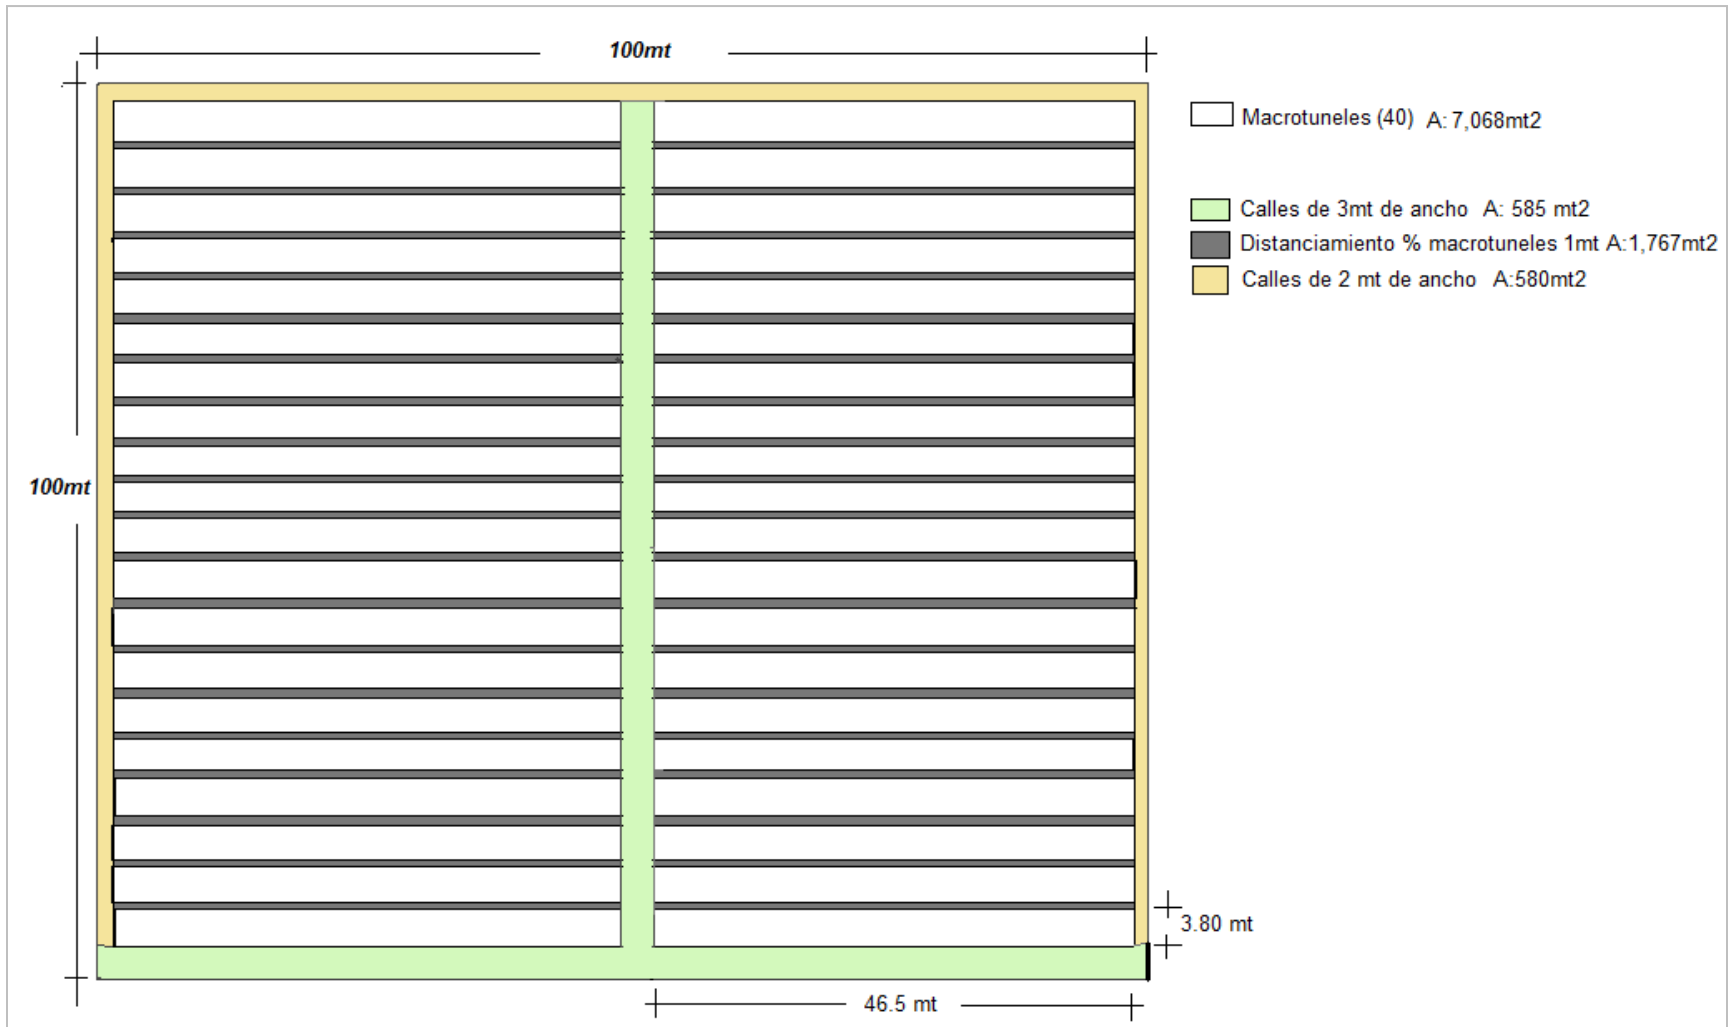 100mt
Macrotuneles (40) A: 7,068mt2
Calles de 3mt de ancho A: 585 mt2
Distanciamiento % macrotuneles 1mt A:1,767mt2
Calles de 2 mt de ancho A:580mt2
100mt
3.80 mt
46.5 mt